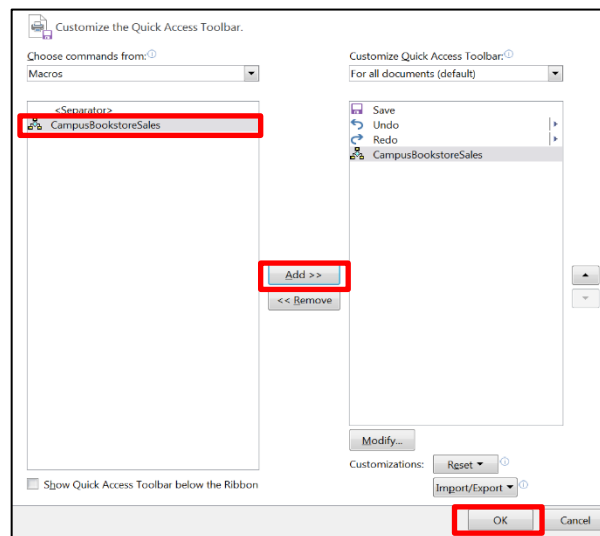 Customize the Quick Access Toolbar.
Choose commands from:
Macros
<Separator>
CampusBookstoreSales
Add >>
<< Remove
Customize Quick Access Toolbar:
For all documents (default)
Save
Undo
Redo
CampusBookstoreSales
Modify...
Customizations: Reset
Import/Export
Show Quick Access Toolbar below the Ribbon
OK Cancel